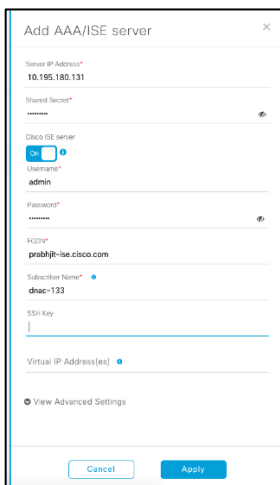 Add AAA/ISE server
Server IP Address*
10.195.180.131
Shared Secret*
Cisco ISE server
On
Username*
admin
Password*
FQDN*
prabhjit-ise.cisco.com
Subscriber Name*
dnac-133
SSH Key
Virtual IP Address(es)
View Advanced Settings
Cancel Apply